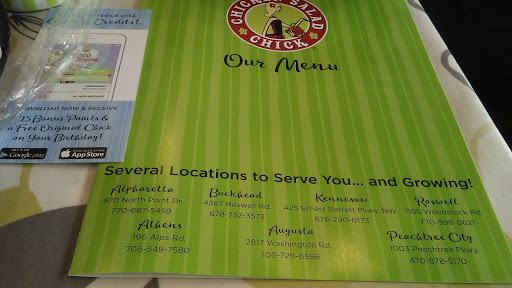 CHICKEN SALAD
CHICK
Our Menu
Credits!
DOWNLOAD NOW & RECEIVE
25 Bonus Points &
a Free Original Chick
on Your Birthday!
Google play
App Store
Several Locations to Serve You... and Growing!
Alpharetta
970 North Point Dr.
770-667-5459
Buckhead
4367 Roswell Rd.
678-732-3573
Kennesaw
425 Ernest Barrett Pkwy, NW
678-290-0173
Roswell
1105 Woodstock Rd
770-998-0621
Athens
196 Alps Rd.
706-549-7580
Augusta
2817 Washington Rd.
706-729-6556
Peachtree City
1003 Peachtree Pkwy
470-878-5170